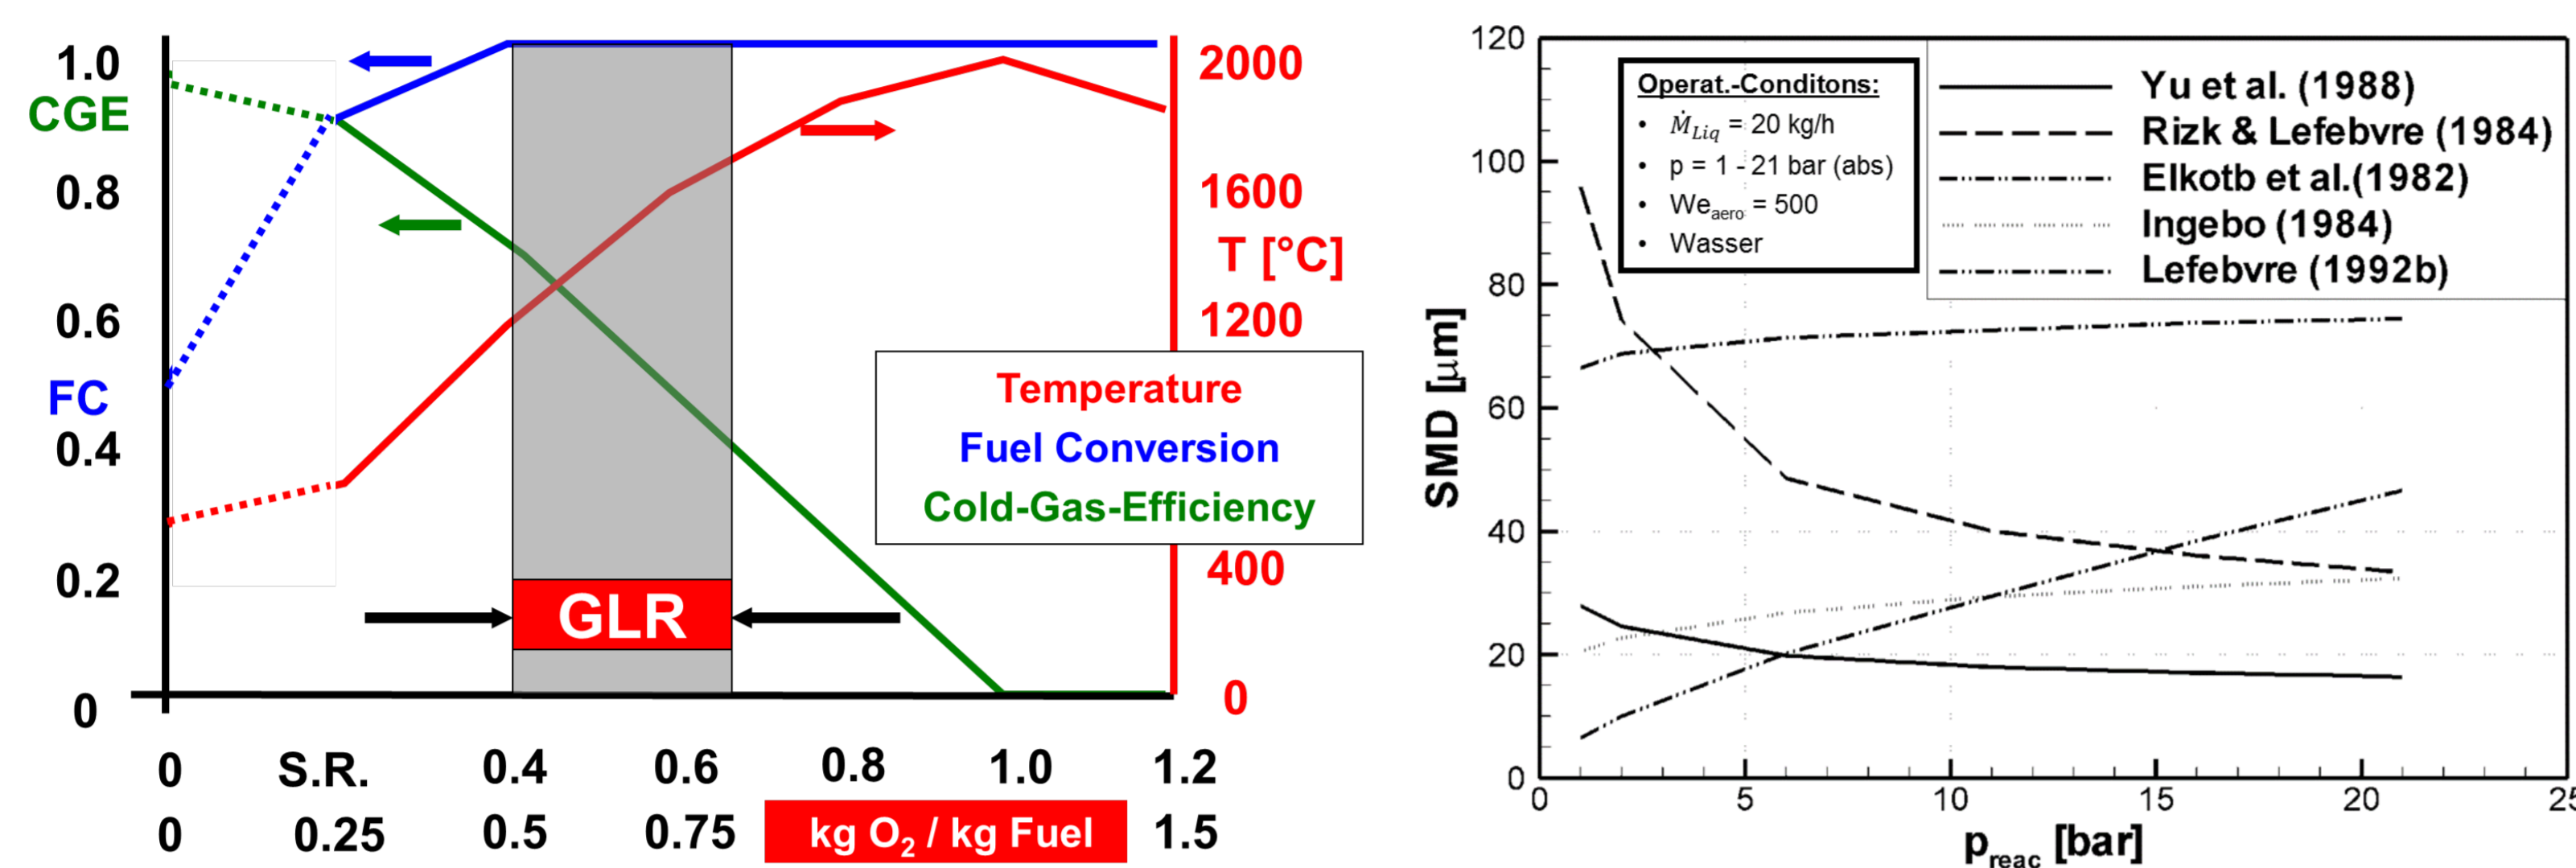 1.0
CGE
0.8
0.6
FC
0.4
0.2
0
2000
1600
T [°C]
1200
400
0
Temperature
Fuel Conversion
Cold-Gas-Efficiency
GLR
0 S.R. 0.4 0.6 0.8 1.0 1.2
0 0.25 0.5 0.75 kg O₂ / kg Fuel 1.5
120
100
80
60
40
20
0
SMD [μm]
Operat.-Conditons:
• Ṁ_Liq = 20 kg/h
• p = 1 - 21 bar (abs)
• We_aero = 500
• Wasser
Yu et al. (1988)
Rizk & Lefebvre (1984)
Elkotb et al.(1982)
Ingebo (1984)
Lefebvre (1992b)
0 5 10 15 20 25
p_reac [bar]